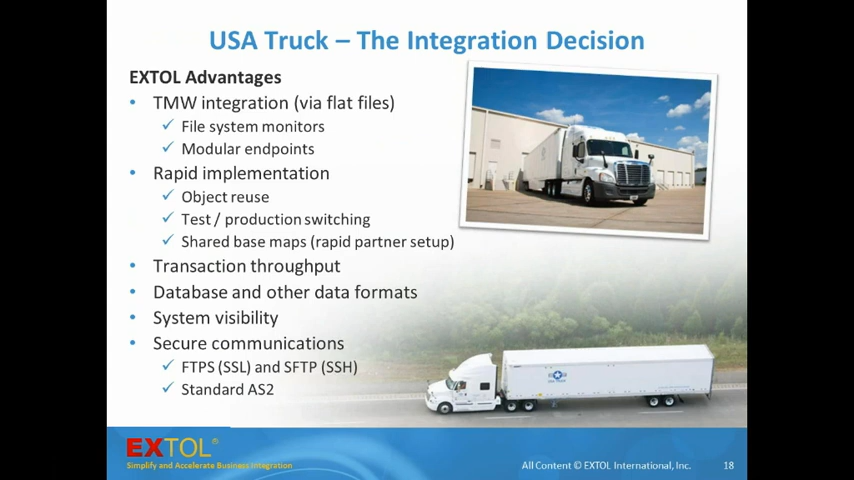 USA Truck – The Integration Decision
EXTOL Advantages
• TMW integration (via flat files)
✓ File system monitors
✓ Modular endpoints
• Rapid implementation
✓ Object reuse
✓ Test / production switching
✓ Shared base maps (rapid partner setup)
• Transaction throughput
• Database and other data formats
• System visibility
• Secure communications
✓ FTPS (SSL) and SFTP (SSH)
✓ Standard AS2
EXTOL®
Simplify and Accelerate Business Integration
All Content © EXTOL International, Inc.
18